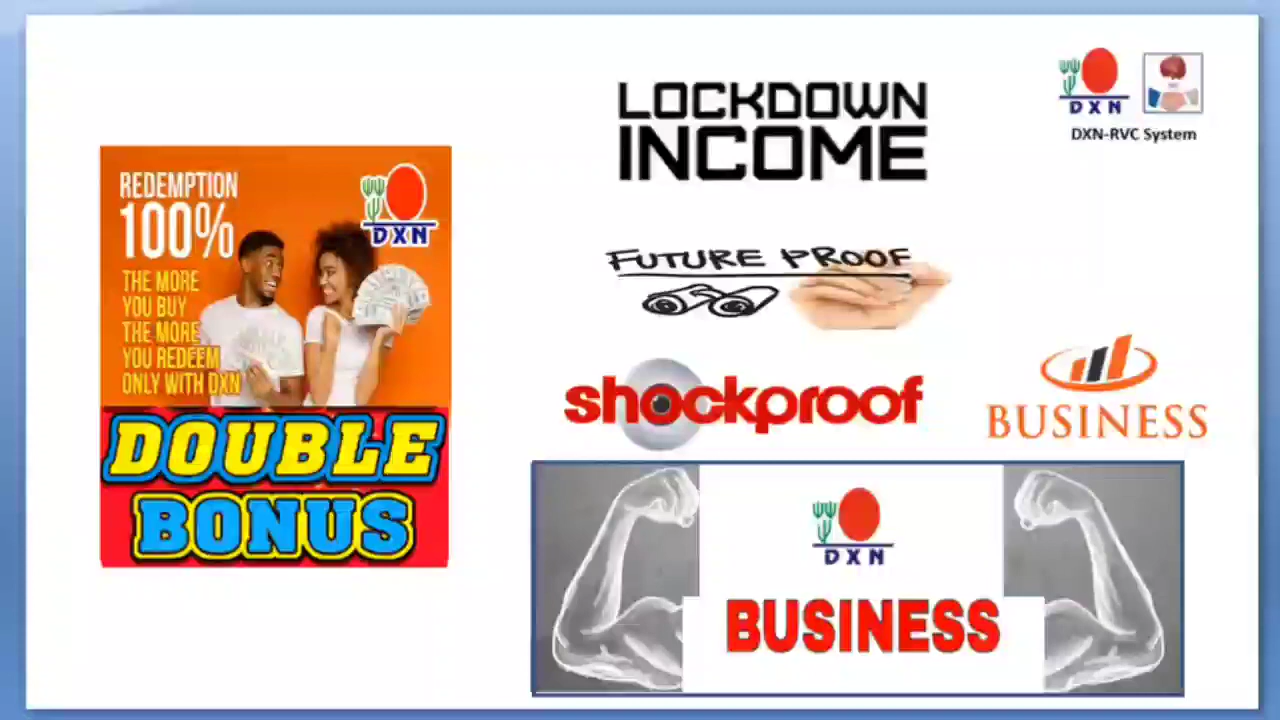 REDEMPTION
100%
THE MORE
YOU BUY
THE MORE
YOU REDEEM
ONLY WITH DXN
DXN
DOUBLE
BONUS
LOCKDOWN
INCOME
DXN
DXN-RVC System
FUTURE PROOF
shockproof
BUSINESS
DXN
BUSINESS